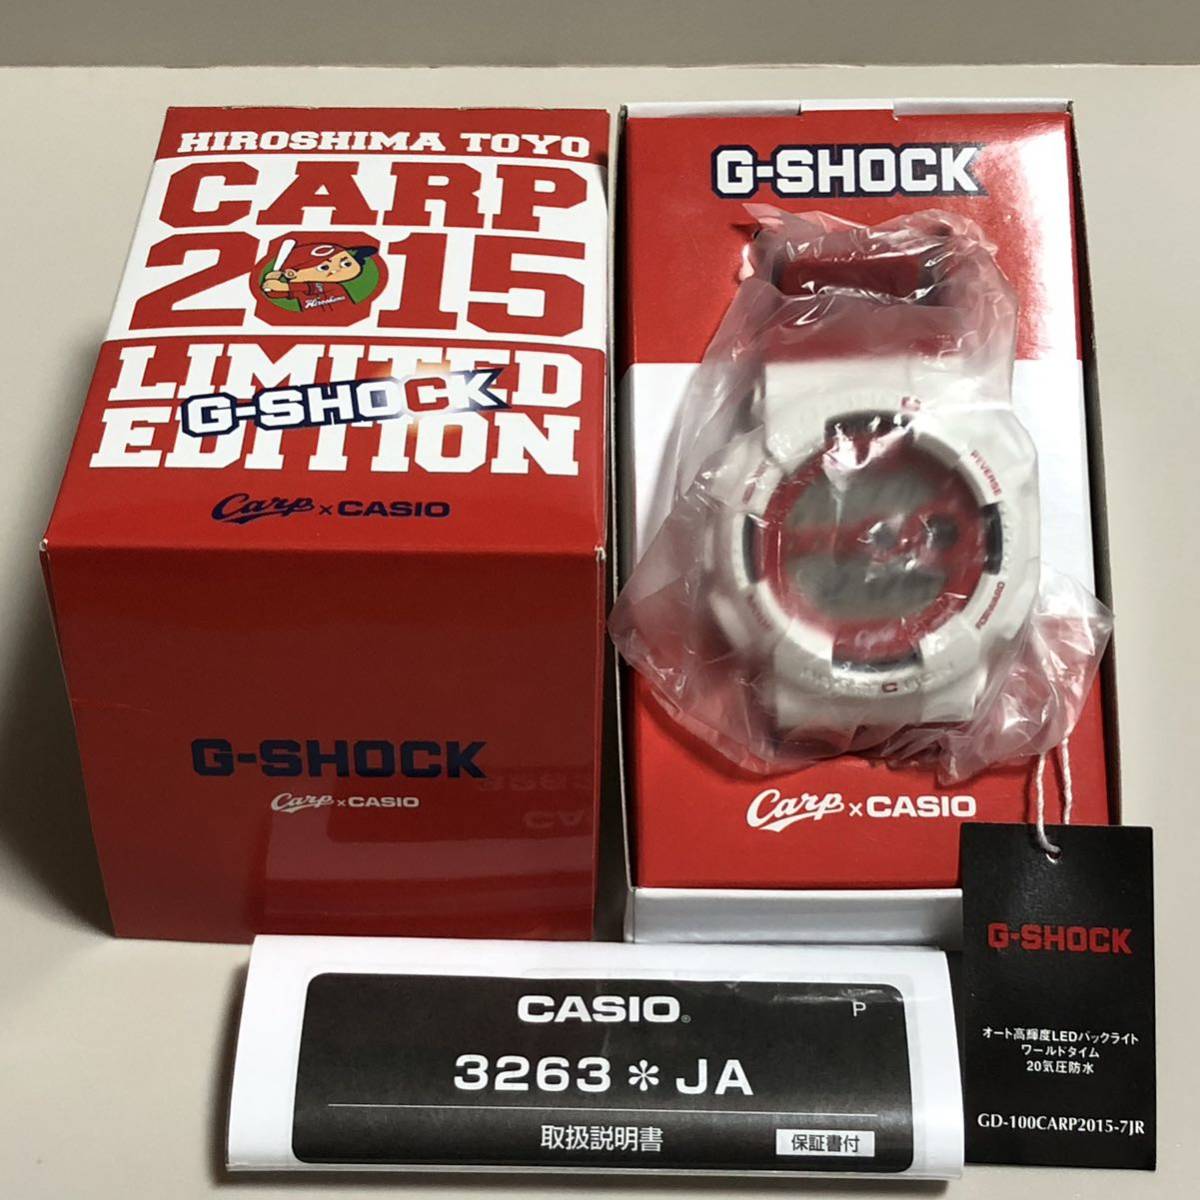 HIROSHIMA TOYO
CARP
2015
C
Hiroshima
LIMITED
G-SHOCK
EDITION
Carp × CASIO
G-SHOCK
Carp × CASIO
G-SHOCK
G
REVERSE
FORWARD
C
Carp × CASIO
G-SHOCK
オート高輝度LEDバックライト
ワールドタイム
20気圧防水
GD-100CARP2015-7JR
CASIO®
P
3263＊JA
取扱説明書
保証書付